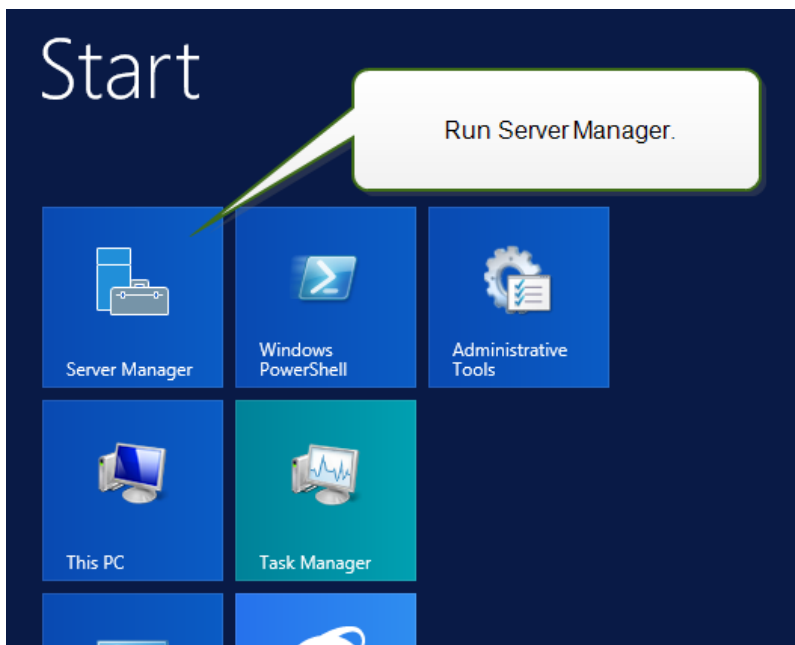 Start
Run Server Manager.
Server Manager
Windows
PowerShell
Administrative
Tools
This PC
Task Manager